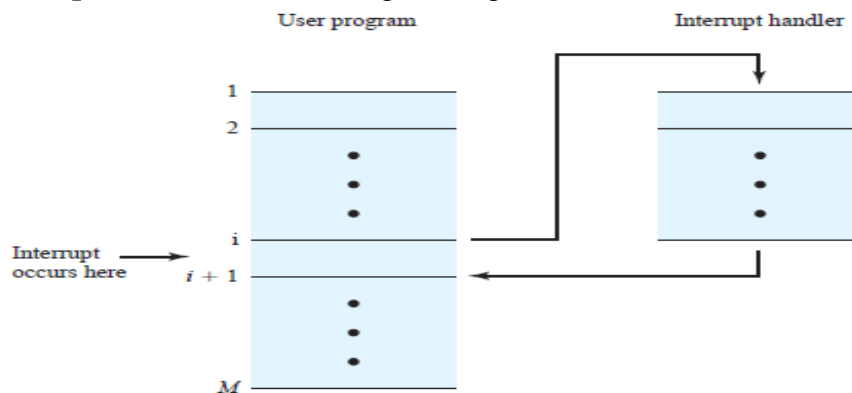 User program
Interrupt handler
1
2
i
Interrupt
occurs here
i + 1
M